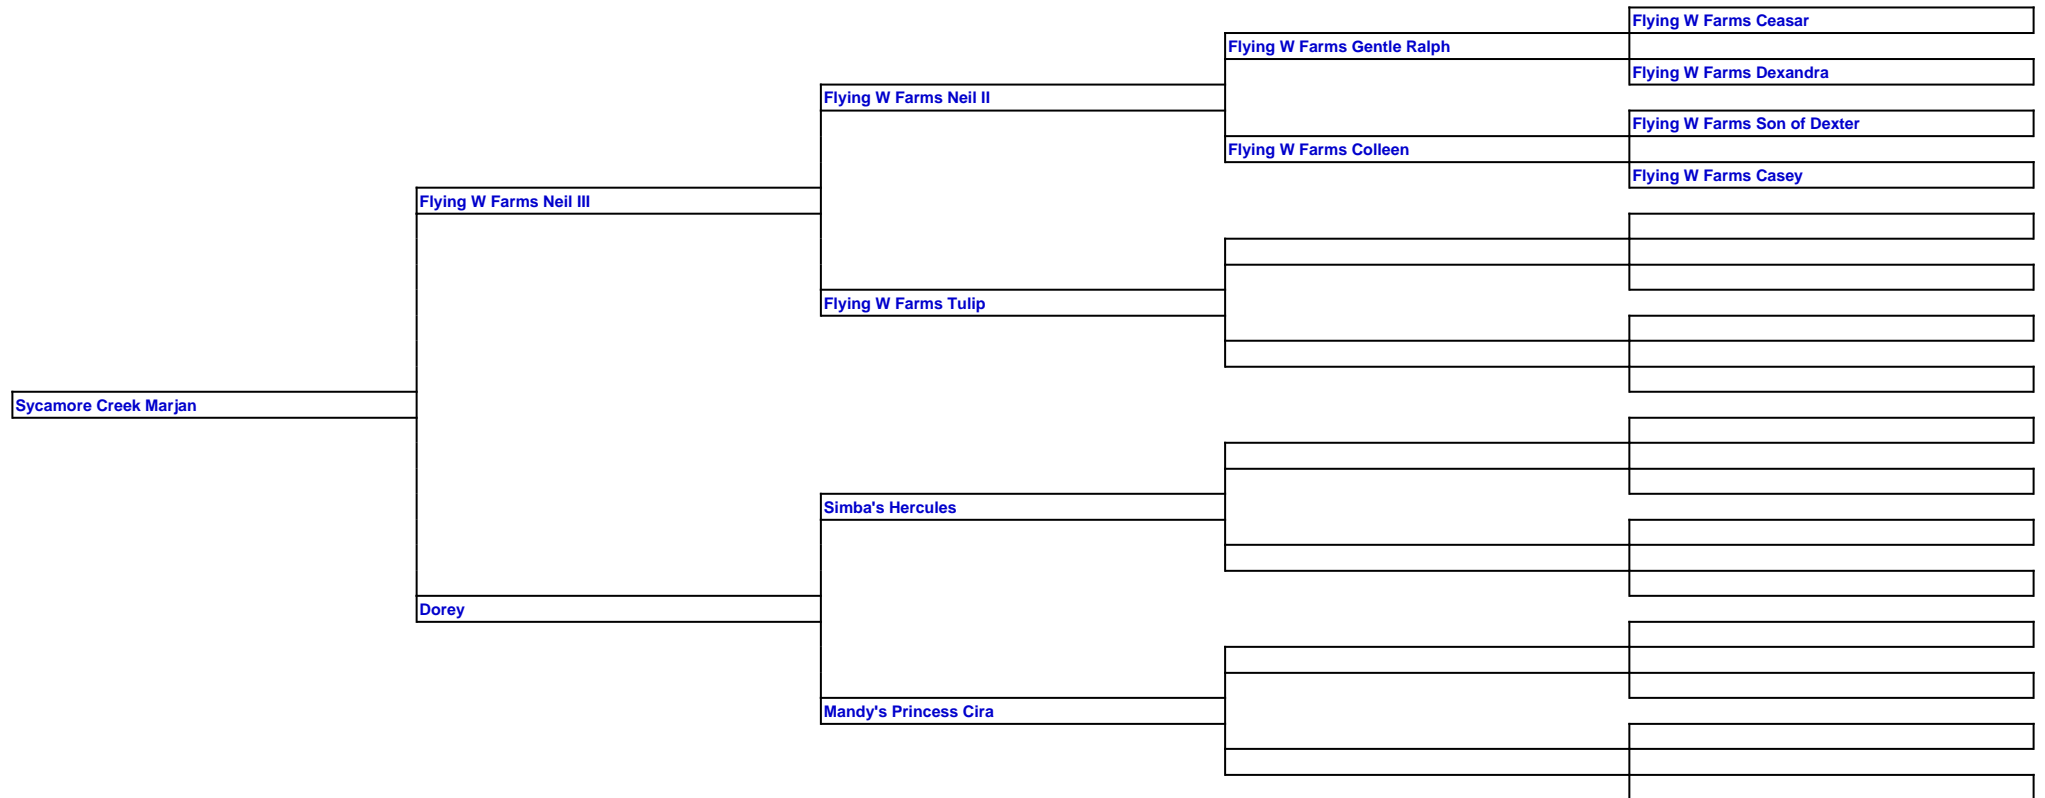 Flying W Farms Ceasar
Flying W Farms Gentle Ralph
Flying W Farms Dexandra
Flying W Farms Neil II
Flying W Farms Son of Dexter
Flying W Farms Colleen
Flying W Farms Casey
Flying W Farms Neil III
Flying W Farms Tulip
Sycamore Creek Marjan
Simba's Hercules
Dorey
Mandy's Princess Cira